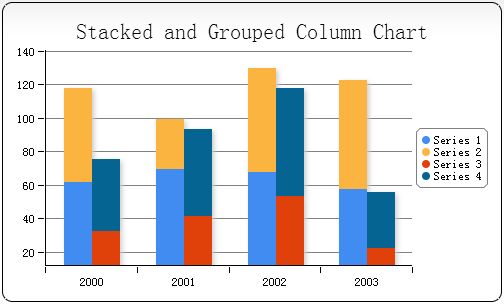 Stacked and Grouped Column Chart
140
120
100
80
60
40
20
2000 2001 2002 2003
Series 1
Series 2
Series 3
Series 4